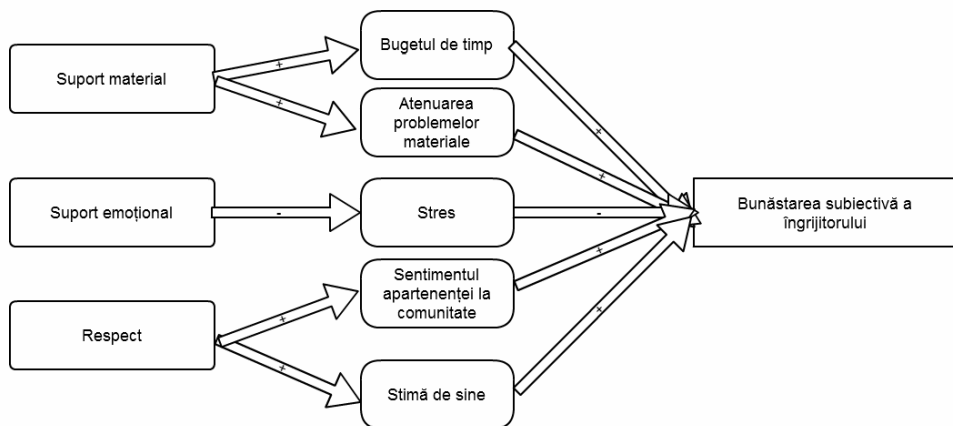 Suport material
Bugetul de timp
Atenuarea
problemelor
materiale
Suport emoțional
Stres
Respect
Sentimentul
apartenenței la
comunitate
Stimă de sine
Bunăstarea subiectivă a
îngrijitorului
+
+
-
+
+
+
+
-
+
+